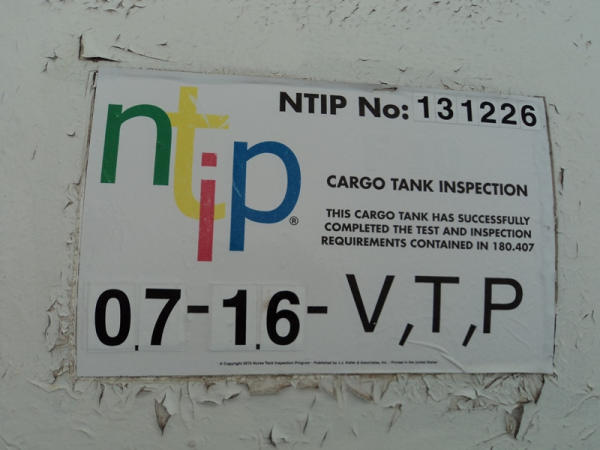 ntip®
NTIP No: 131226
CARGO TANK INSPECTION
THIS CARGO TANK HAS SUCCESSFULLY
COMPLETED THE TEST AND INSPECTION
REQUIREMENTS CONTAINED IN 180.407
07-16-V,T,P